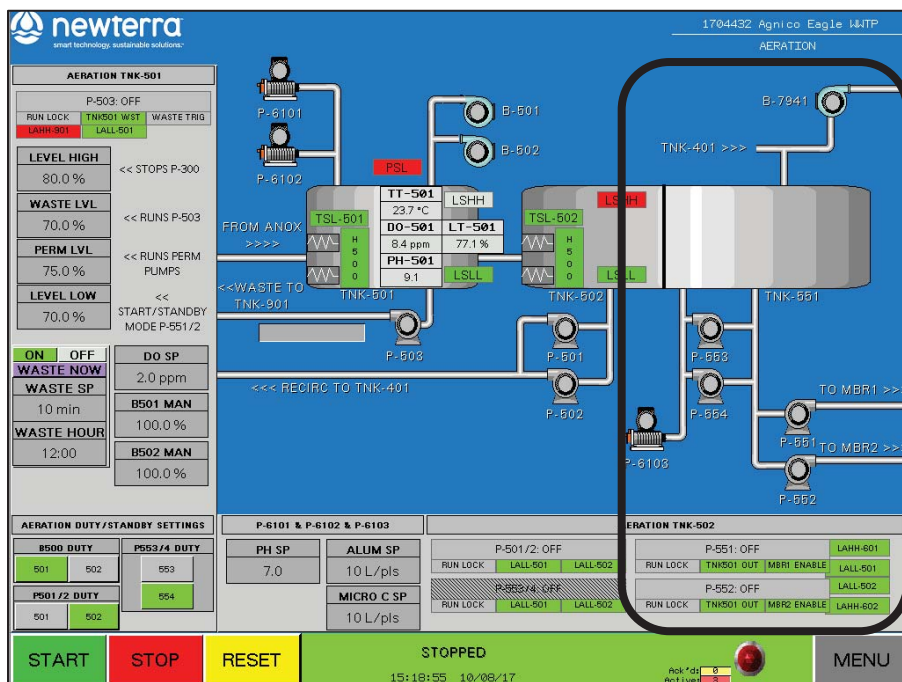 newterra
smart technology. sustainable solutions.
1704432 Agnico Eagle WWTP
AERATION
AERATION TNK-501
P-503: OFF
RUN LOCK TNK501 WST WASTE TRIG
LAHH-901 LALL-501
LEVEL HIGH
80.0 %
<< STOPS P-300
WASTE LVL
70.0 %
<< RUNS P-503
PERM LVL
75.0 %
<< RUNS PERM
PUMPS
LEVEL LOW
70.0 %
<<
START/STANDBY
MODE P-551/2
ON OFF
WASTE NOW
WASTE SP
10 min
WASTE HOUR
12:00
DO SP
2.0 ppm
B501 MAN
100.0 %
B502 MAN
100.0 %
P-6101
P-6102
B-501
B-502
PSL
TSL-501
H
5
0
0
TT-501
23.7 °C
DO-501
8.4 ppm
PH-501
9.1
LSHH
LT-501
77.1 %
LSLL
TNK-501
FROM ANOX
>>>>
<<WASTE TO
TNK-901
P-503
<<< RECIRC TO TNK-401
TSL-502
H
5
0
0
LSHH
LSLL
TNK-502
TNK-551
TNK-401 >>>
B-7941
P-501
P-502
P-553
P-554
P-6103
TO MBR1 >>>
P-551
TO MBR2 >>>
P-552
AERATION DUTY/STANDBY SETTINGS
B500 DUTY
501 502
P501/2 DUTY
501 502
P553/4 DUTY
553
554
P-6101 & P-6102 & P-6103
PH SP
7.0
ALUM SP
10 L/pls
MICRO C SP
10 L/pls
ERATION TNK-502
P-501/2: OFF
RUN LOCK LALL-501 LALL-502
P-553/4: OFF
RUN LOCK LALL-501 LALL-502
P-551: OFF
RUN LOCK TNK501 OUT MBR1 ENABLE
LAHH-601
LALL-501
P-552: OFF
RUN LOCK TNK501 OUT MBR2 ENABLE
LALL-502
LAHH-602
START
STOP
RESET
STOPPED
15:18:55 10/08/17
Ack'd: 0
Active: 3
MENU